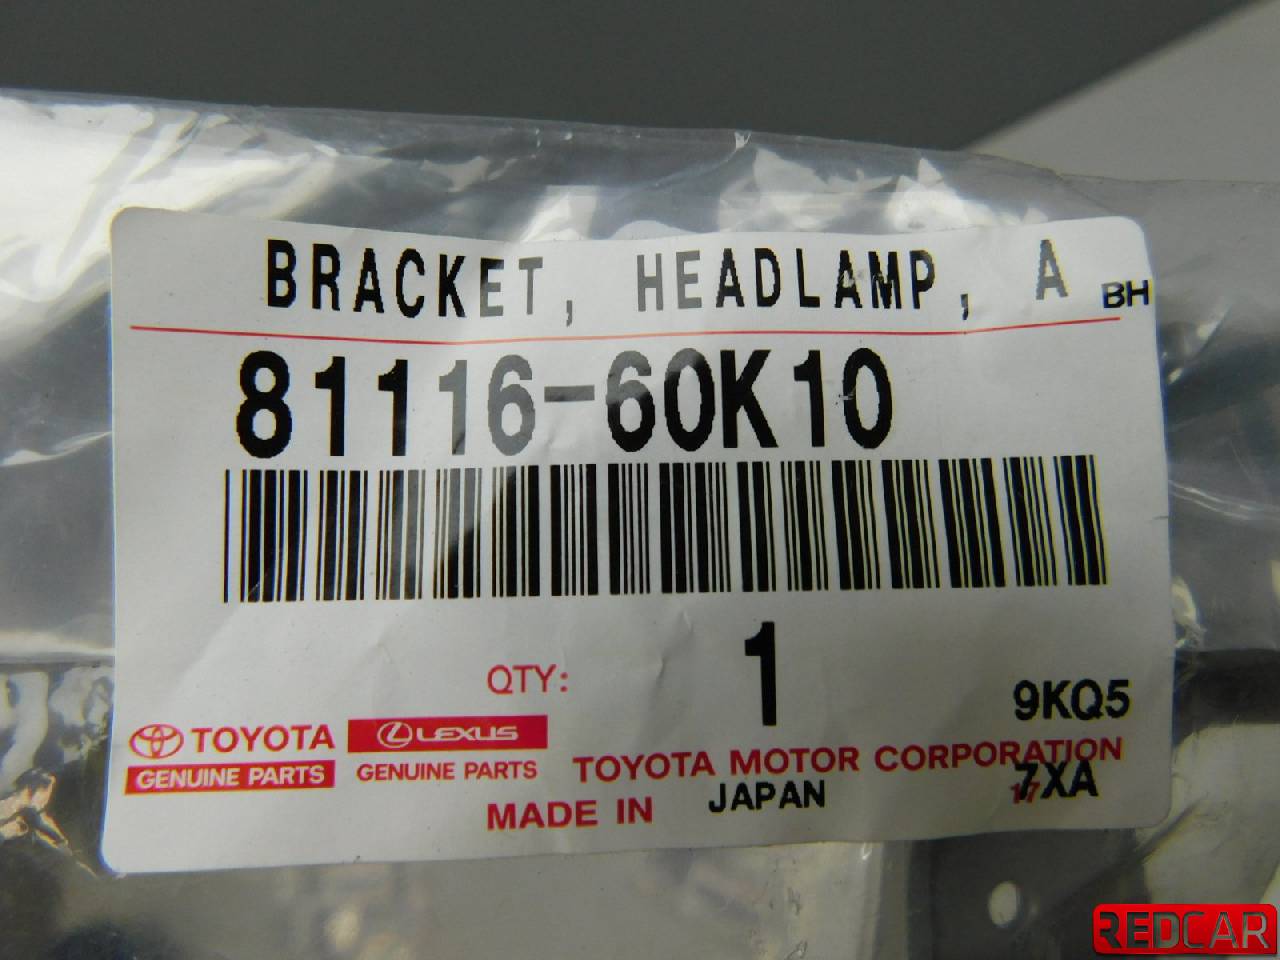 BRACKET, HEADLAMP, A BH
81116-60K10
QTY: 1 9KQ5
TOYOTA LEXUS
GENUINE PARTS GENUINE PARTS TOYOTA MOTOR CORPORATION
MADE IN JAPAN 7XA
REDCAR